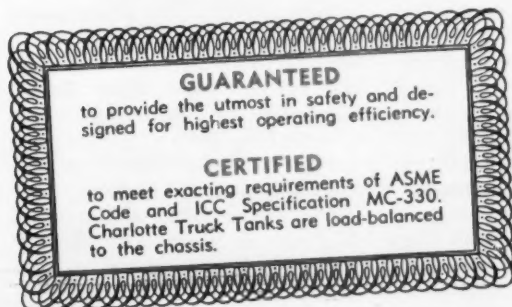 GUARANTEED
to provide the utmost in safety and de-
signed for highest operating efficiency.
CERTIFIED
to meet exacting requirements of ASME
Code and ICC Specification MC-330.
Charlotte Truck Tanks are load-balanced
to the chassis.